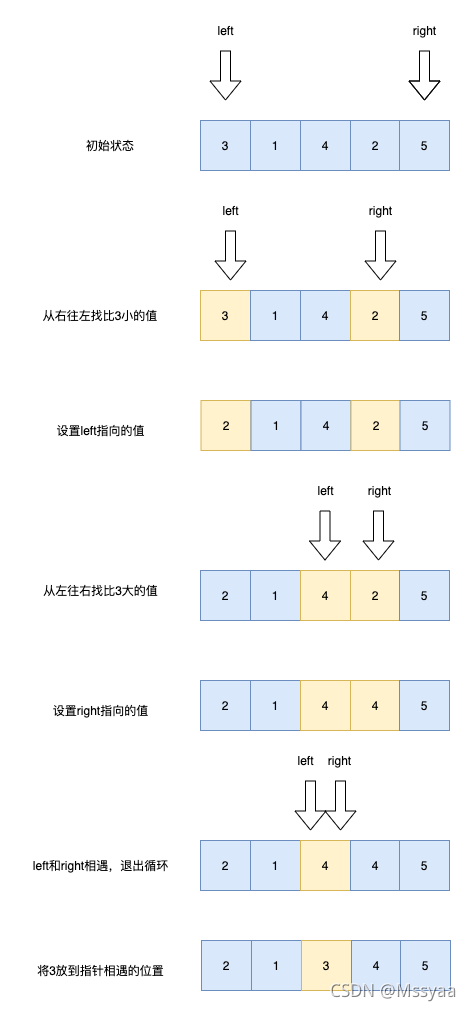 left right
初始状态 3 1 4 2 5
left right
从右往左找比3小的值 3 1 4 2 5
设置left指向的值 2 1 4 2 5
left right
从左往右找比3大的值 2 1 4 2 5
设置right指向的值 2 1 4 4 5
left right
left和right相遇，退出循环 2 1 4 4 5
将3放到指针相遇的位置 2 1 3 4 5
CSDN @Mssyaa